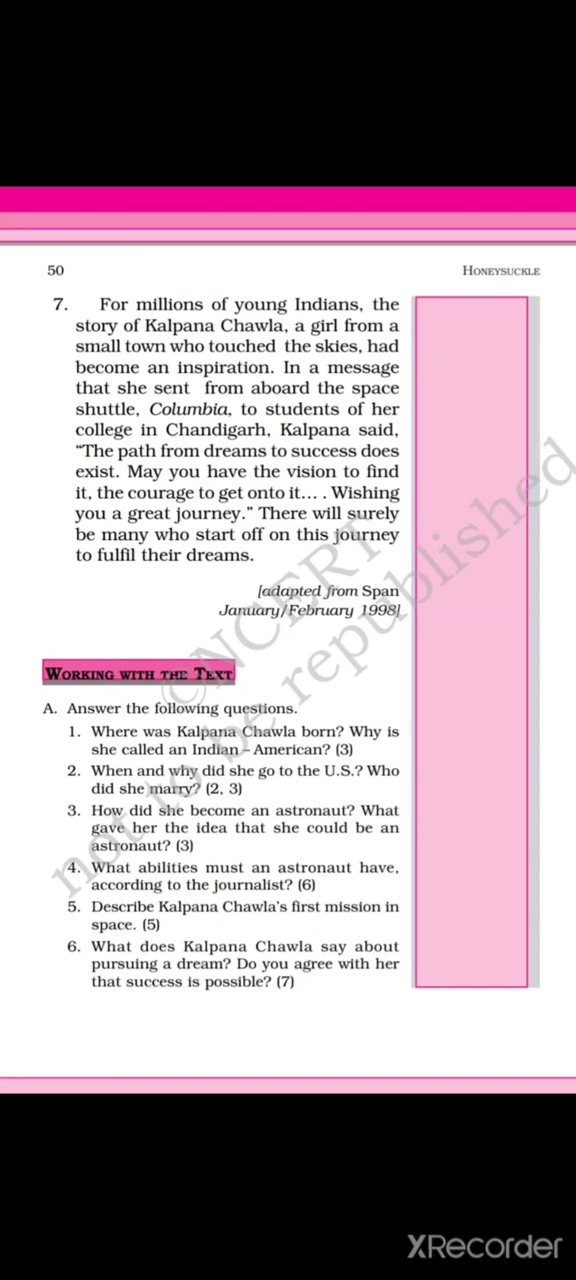 50 HONEYSUCKLE
7. For millions of young Indians, the
story of Kalpana Chawla, a girl from a
small town who touched the skies, had
become an inspiration. In a message
that she sent from aboard the space
shuttle, Columbia, to students of her
college in Chandigarh, Kalpana said,
“The path from dreams to success does
exist. May you have the vision to find
it, the courage to get onto it... . Wishing
you a great journey.” There will surely
be many who start off on this journey
to fulfil their dreams.
[adapted from Span
January/February 1998]
WORKING WITH THE TEXT
A. Answer the following questions.
1. Where was Kalpana Chawla born? Why is
she called an Indian – American? (3)
2. When and why did she go to the U.S.? Who
did she marry? (2, 3)
3. How did she become an astronaut? What
gave her the idea that she could be an
astronaut? (3)
4. What abilities must an astronaut have,
according to the journalist? (6)
5. Describe Kalpana Chawla’s first mission in
space. (5)
6. What does Kalpana Chawla say about
pursuing a dream? Do you agree with her
that success is possible? (7)
©NCERT
not to be republished
XRecorder